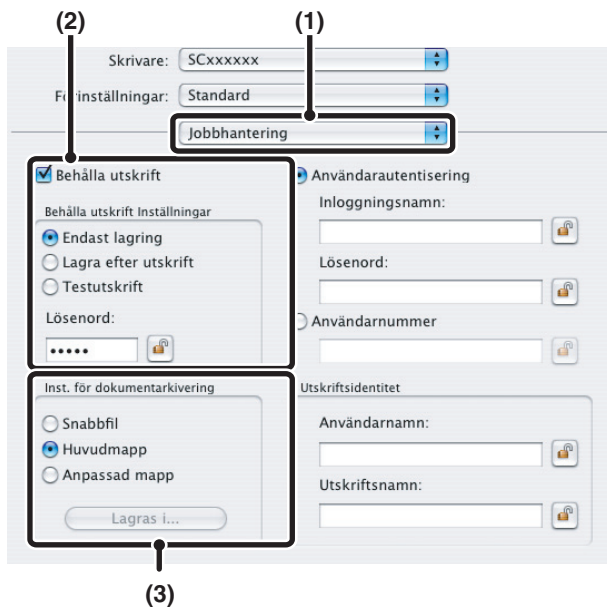 (2) (1)
Skrivare: SCxxxxxx
Förinställningar: Standard
Jobbhantering
Behålla utskrift
Behålla utskrift Inställningar
Endast lagring
Lagra efter utskrift
Testutskrift
Lösenord:
•••••
Användarautentisering
Inloggningsnamn:
Lösenord:
Användarnummer
Inst. för dokumentarkivering
Snabbfil
Huvudmapp
Anpassad mapp
Lagras i...
Utskriftsidentitet
Användarnamn:
Utskriftsnamn:
(3)